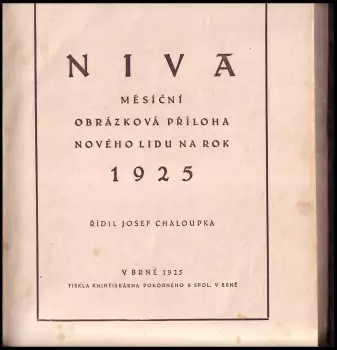 NIVA
MĚSÍČNÍ
OBRÁZKOVÁ PŘÍLOHA
NOVÉHO LIDU NA ROK
1925
ŘÍDIL JOSEF CHALOUPKA
V BRNĚ 1925
TISKLA KNIHTISKÁRNA POKORNÉHO A SPOL. V BRNĚ